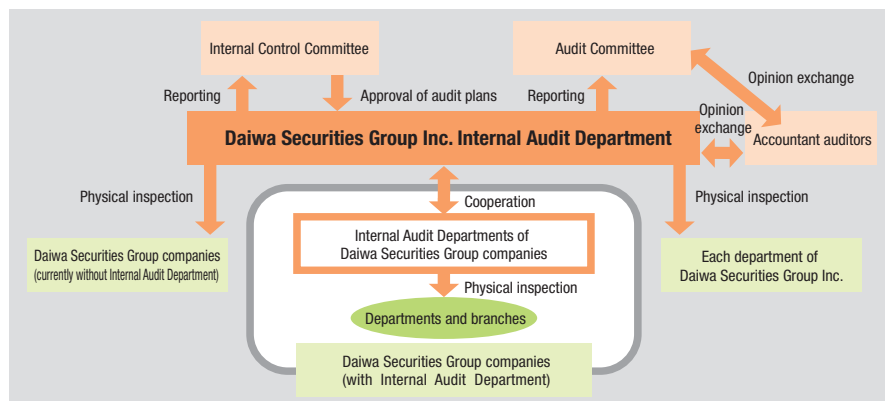 Internal Control Committee
Audit Committee
Opinion exchange
Reporting
Approval of audit plans
Reporting
Opinion
exchange
Daiwa Securities Group Inc. Internal Audit Department
Accountant auditors
Physical inspection
Cooperation
Physical inspection
Internal Audit Departments of
Daiwa Securities Group companies
Daiwa Securities Group companies
(currently without Internal Audit Department)
Each department of
Daiwa Securities Group Inc.
Physical inspection
Departments and branches
Daiwa Securities Group companies
(with Internal Audit Department)